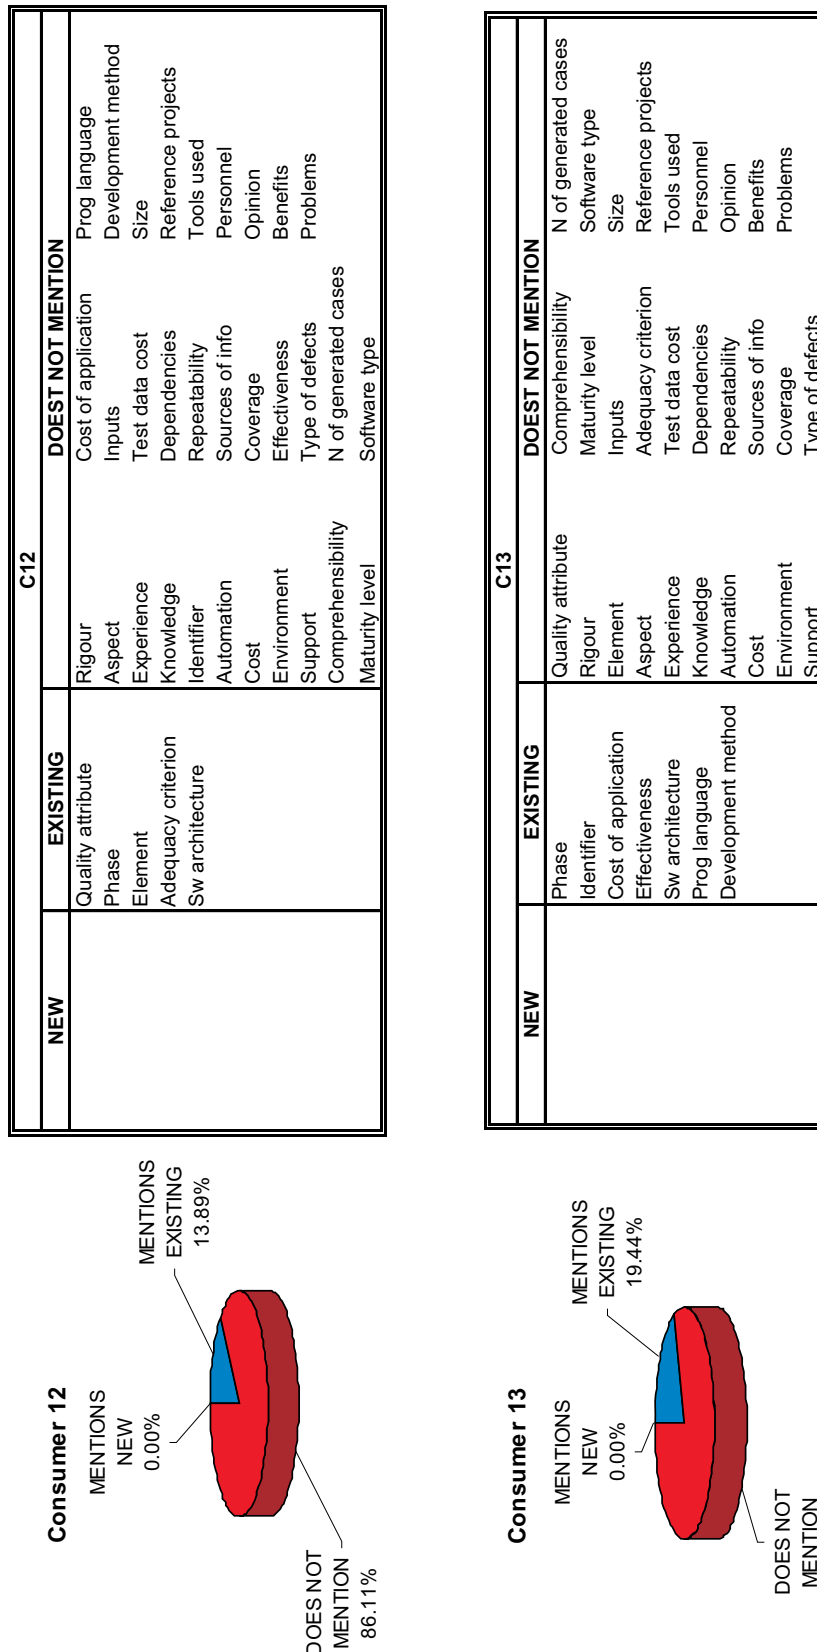 Consumer 12
MENTIONS
NEW
0.00%
MENTIONS
EXISTING
13.89%
DOES NOT
MENTION
86.11%
C12
NEW
EXISTING
DOEST NOT MENTION
Quality attribute
Phase
Element
Adequacy criterion
Sw architecture
Rigour
Aspect
Experience
Knowledge
Identifier
Automation
Cost
Environment
Support
Comprehensibility
Maturity level
Cost of application
Inputs
Test data cost
Dependencies
Repeatability
Sources of info
Coverage
Effectiveness
Type of defects
N of generated cases
Software type
Prog language
Development method
Size
Reference projects
Tools used
Personnel
Opinion
Benefits
Problems
Consumer 13
MENTIONS
NEW
0.00%
MENTIONS
EXISTING
19.44%
DOES NOT
MENTION
C13
NEW
EXISTING
DOEST NOT MENTION
Phase
Identifier
Cost of application
Effectiveness
Sw architecture
Prog language
Development method
Quality attribute
Rigour
Element
Aspect
Experience
Knowledge
Automation
Cost
Environment
Support
Comprehensibility
Maturity level
Inputs
Adequacy criterion
Test data cost
Dependencies
Repeatability
Sources of info
Coverage
Type of defects
N of generated cases
Software type
Size
Reference projects
Tools used
Personnel
Opinion
Benefits
Problems